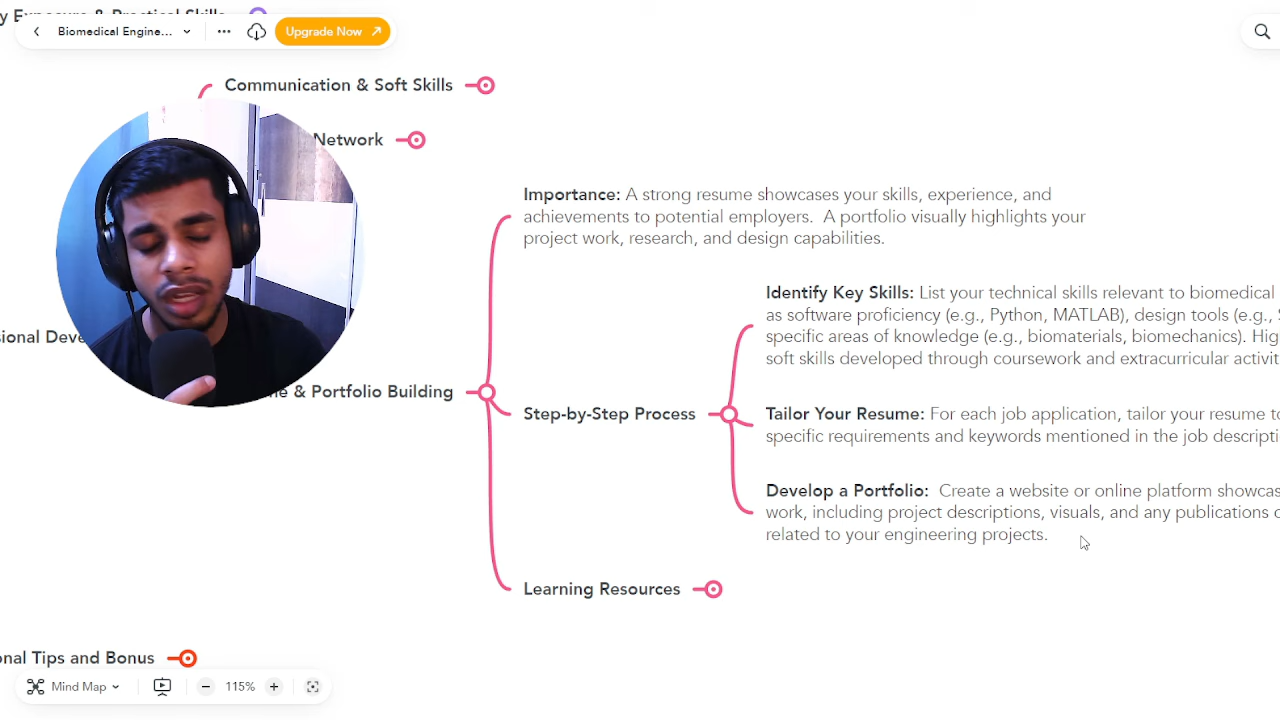 Exposure & Practical Skills
Biomedical Engine...
Upgrade Now
Communication & Soft Skills
Network
Importance: A strong resume showcases your skills, experience, and
achievements to potential employers. A portfolio visually highlights your
project work, research, and design capabilities.
Identify Key Skills: List your technical skills relevant to biomedical
as software proficiency (e.g., Python, MATLAB), design tools (e.g.,
specific areas of knowledge (e.g., biomaterials, biomechanics).
soft skills developed through coursework and extracurricular
& Portfolio Building
Step-by-Step Process
Tailor Your Resume: For each job application, tailor your resume
specific requirements and keywords mentioned in the job
Develop a Portfolio: Create a website or online platform
work, including project descriptions, visuals, and any publications
related to your engineering projects.
Learning Resources
Tips and Bonus
Mind Map
115%